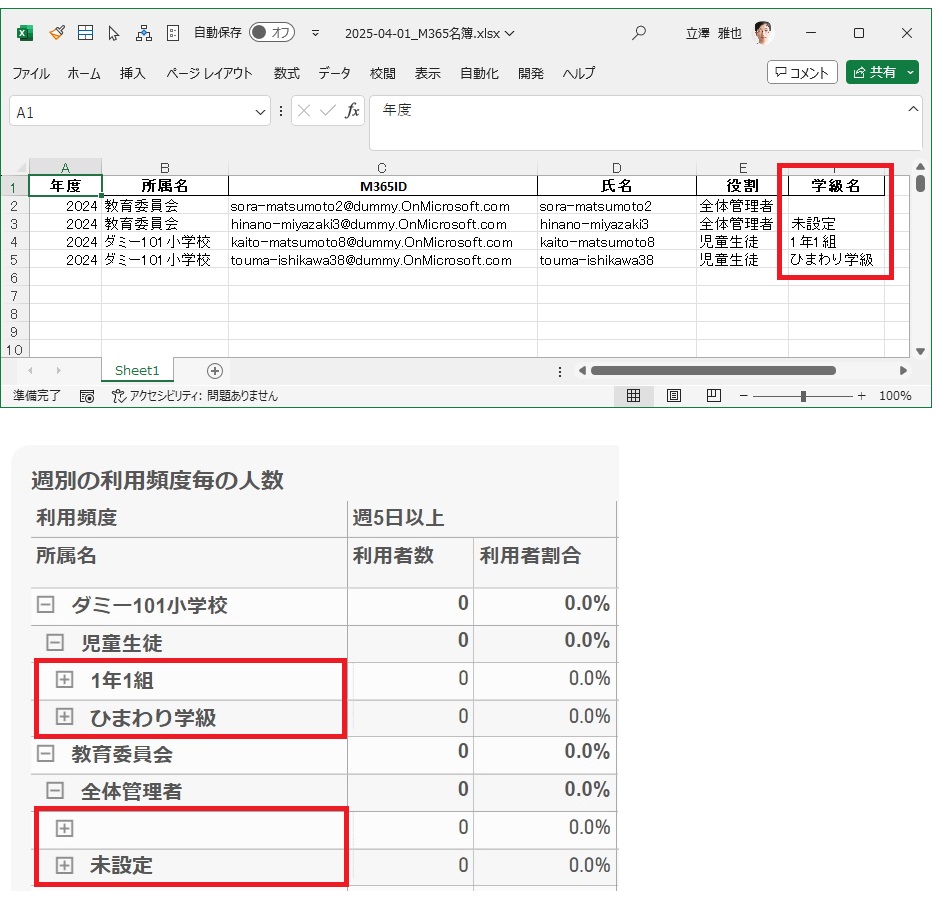 自動保存 オフ 2025-04-01_M365名簿.xlsx 立澤 雅也
ファイル ホーム 挿入 ページ レイアウト 数式 データ 校閲 表示 自動化 開発 ヘルプ コメント 共有
A1 fx 年度
A B C D E
1 年度 所属名 M365ID 氏名 役割 学級名
2 2024 教育委員会 sora-matsumoto2@dummy.OnMicrosoft.com sora-matsumoto2 全体管理者
3 2024 教育委員会 hinano-miyazaki3@dummy.OnMicrosoft.com hinano-miyazaki3 全体管理者 未設定
4 2024 ダミー101小学校 kaito-matsumoto8@dummy.OnMicrosoft.com kaito-matsumoto8 児童生徒 1年1組
5 2024 ダミー101小学校 touma-ishikawa38@dummy.OnMicrosoft.com touma-ishikawa38 児童生徒 ひまわり学級
6
7
8
9
10
Sheet1
準備完了 アクセシビリティ: 問題ありません 100%
週別の利用頻度毎の人数
利用頻度 週5日以上
所属名 利用者数 利用者割合
ダミー101小学校 0 0.0%
児童生徒 0 0.0%
1年1組 0 0.0%
ひまわり学級 0 0.0%
教育委員会 0 0.0%
全体管理者 0 0.0%
0 0.0%
未設定 0 0.0%